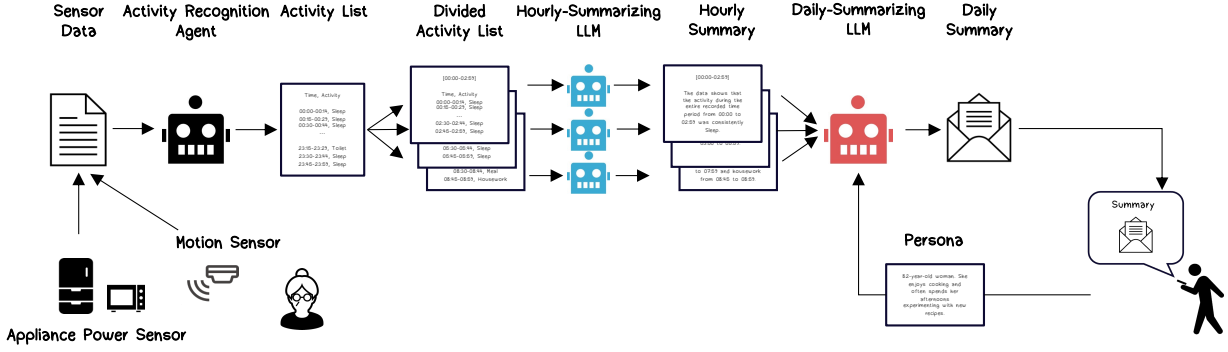 Sensor
Data
Activity Recognition
Agent
Activity List
Divided
Activity List
Hourly-Summarizing
LLM
Hourly
Summary
Daily-Summarizing
LLM
Daily
Summary
Time, Activity
00:00-00:14, Sleep
00:15-00:29, Sleep
00:30-00:44, Sleep
...
23:15-23:29, Toilet
23:30-23:44, Sleep
23:45-23:59, Sleep
[00:00-02:59]
Time, Activity
00:00-00:14, Sleep
00:15-00:29, Sleep
...
02:30-02:44, Sleep
02:45-02:59, Sleep
06:30-06:44, Sleep
06:45-06:59, Sleep
08:30-08:44, Meal
08:45-08:59, Housework
[00:00-02:59]
The data shows that
the activity during the
entire recorded time
period from 00:00 to
02:59 was consistently
Sleep.
to 07:59 and housework
from 08:45 to 08:59.
Motion Sensor
Appliance Power Sensor
Persona
82-year-old woman. She
enjoys cooking and
often spends her
afternoons
experimenting with new
recipes.
Summary